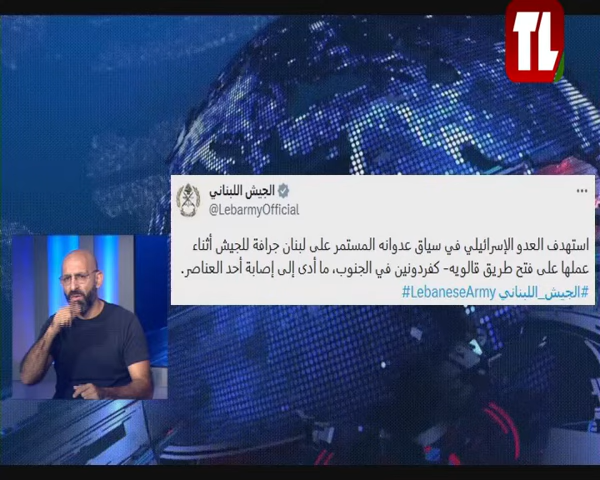 TL
الجيش اللبناني
@LebarmyOfficial
استهدف العدو الإسرائيلي في سياق عدوانه المستمر على لبنان جرافة للجيش أثناء
عملها على فتح طريق قالويه- كفردونين في الجنوب، ما أدى إلى إصابة أحد العناصر.
#الجيش_اللبناني #LebaneseArmy